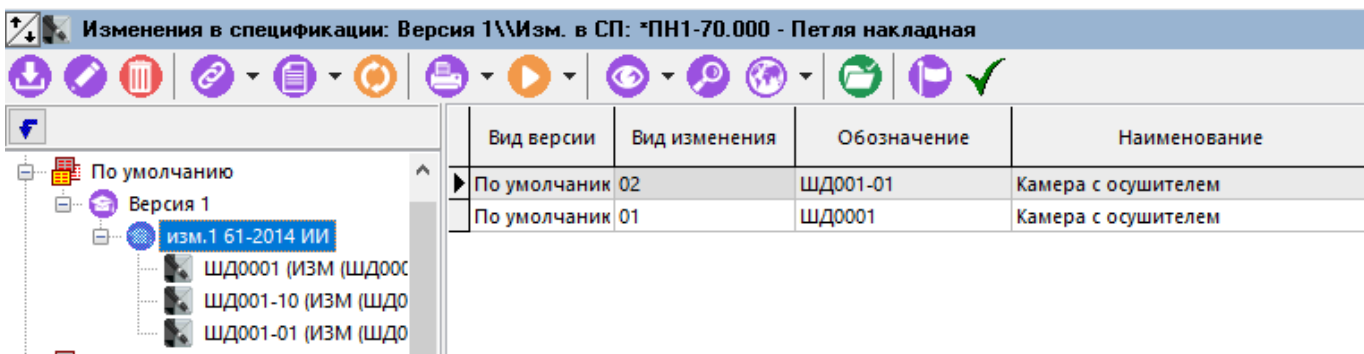 Изменения в спецификации: Версия 1\\Изм. в СП: *ПН1-70.000 - Петля накладная
По умолчанию
Версия 1
изм.1 61-2014 ИИ
ШД0001 (ИЗМ (ШД000
ШД001-10 (ИЗМ (ШД0
ШД001-01 (ИЗМ (ШД0
Вид версии Вид изменения Обозначение Наименование
По умолчаник 02 ШД001-01 Камера с осушителем
По умолчаник 01 ШД0001 Камера с осушителем